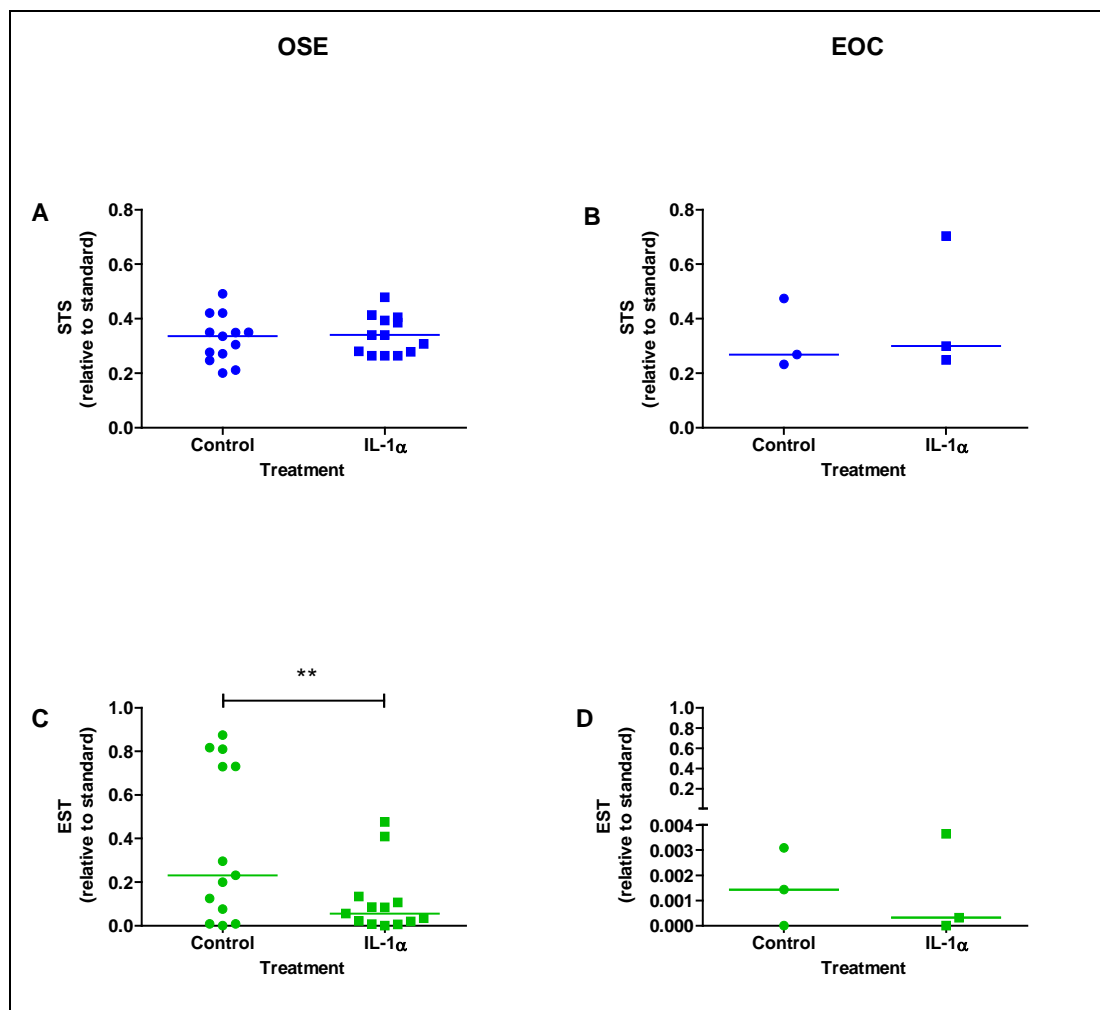 OSE
EOC
A
STS
(relative to standard)
0.8
0.6
0.4
0.2
0.0
Control
IL-1α
Treatment
B
STS
(relative to standard)
0.8
0.6
0.4
0.2
0.0
Control
IL-1α
Treatment
C
**
EST
(relative to standard)
1.0
0.8
0.6
0.4
0.2
0.0
Control
IL-1α
Treatment
D
EST
(relative to standard)
1.0
0.8
0.6
0.4
0.2
0.004
0.003
0.002
0.001
0.000
Control
IL-1α
Treatment